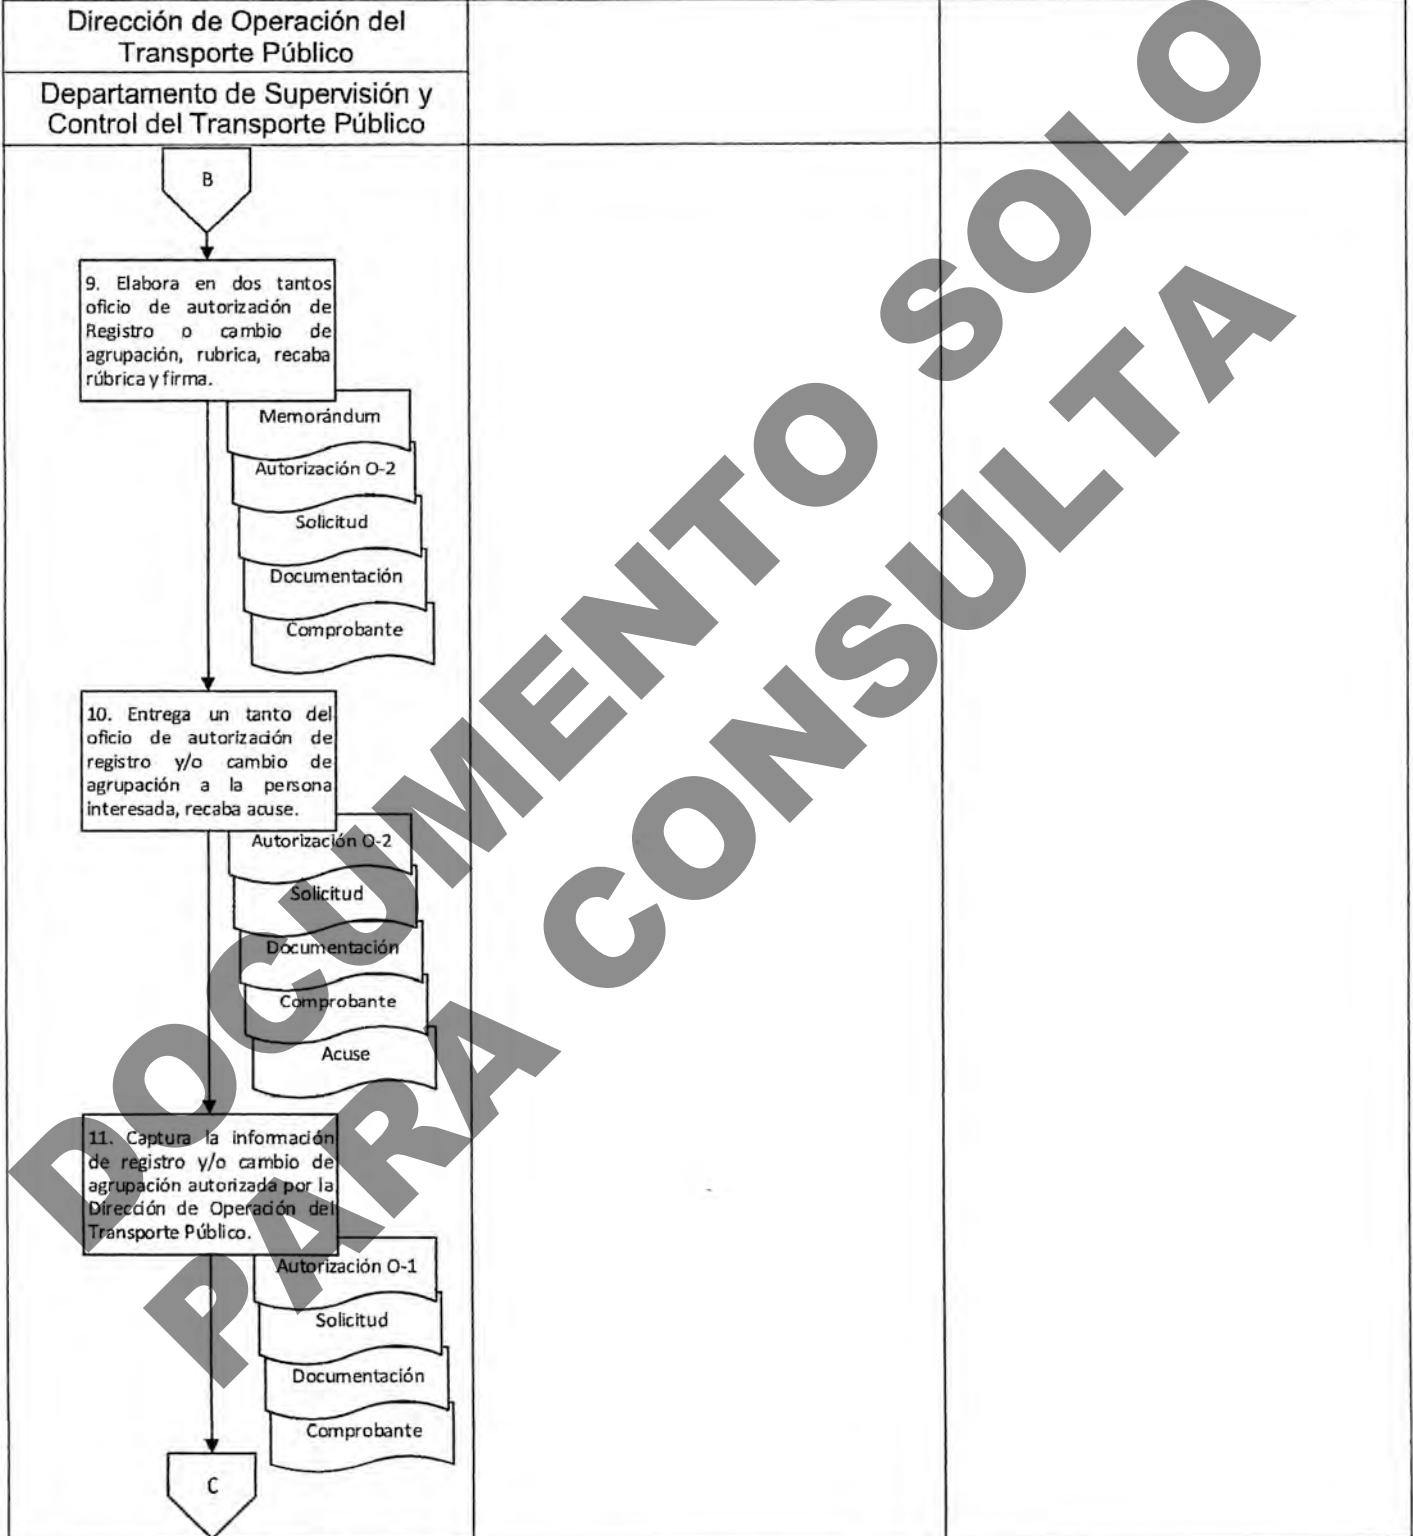 Dirección de Operación del
Transporte Público
Departamento de Supervisión y
Control del Transporte Público
B
9. Elabora en dos tantos
oficio de autorización de
Registro o cambio de
agrupación, rubrica, recaba
rúbrica y firma.
Memorándum
Autorización O-2
Solicitud
Documentación
Comprobante
10. Entrega un tanto del
oficio de autorización de
registro y/o cambio de
agrupación a la persona
interesada, recaba acuse.
Autorización O-2
Solicitud
Documentación
Comprobante
Acuse
11. Captura la información
de registro y/o cambio de
agrupación autorizada por la
Dirección de Operación del
Transporte Público.
Autorización O-1
Solicitud
Documentación
Comprobante
C
DOCUMENTO SOLO
PARA CONSULTA